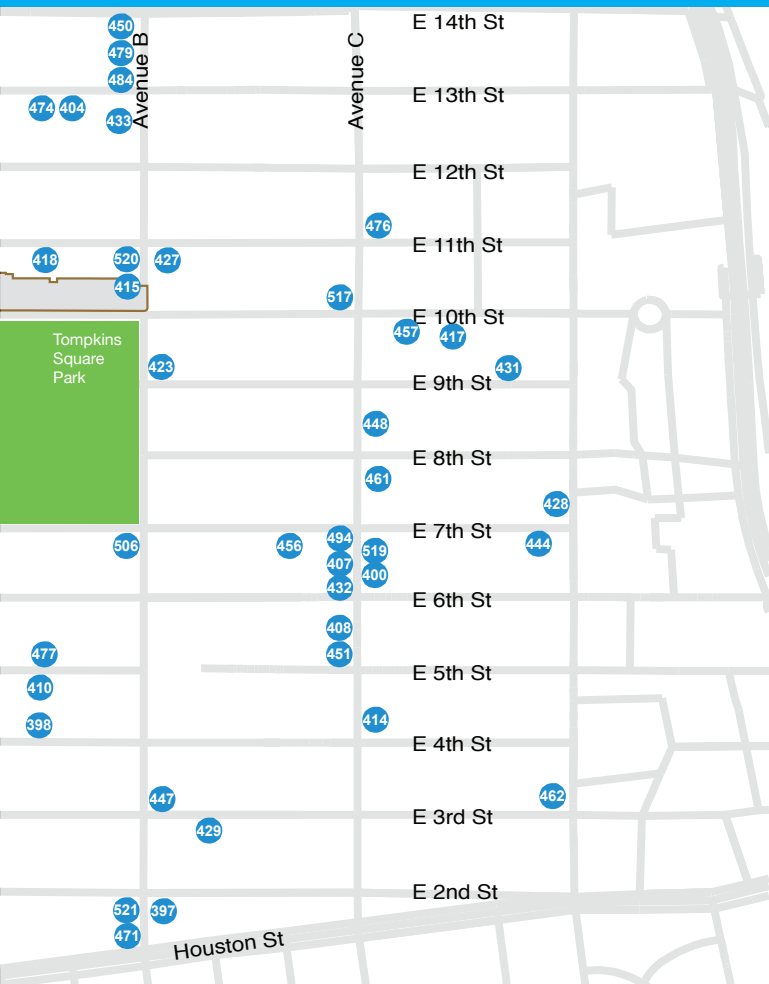 E 14th St
450
479
484
Avenue B
Avenue C
E 13th St
474
404
433
E 12th St
476
E 11th St
418
520
427
415
517
E 10th St
457
417
Tompkins
Square
Park
423
431
E 9th St
448
E 8th St
461
428
E 7th St
506
456
494
519
444
407
400
432
E 6th St
408
477
451
E 5th St
410
398
414
E 4th St
447
462
E 3rd St
429
E 2nd St
521
397
471
Houston St